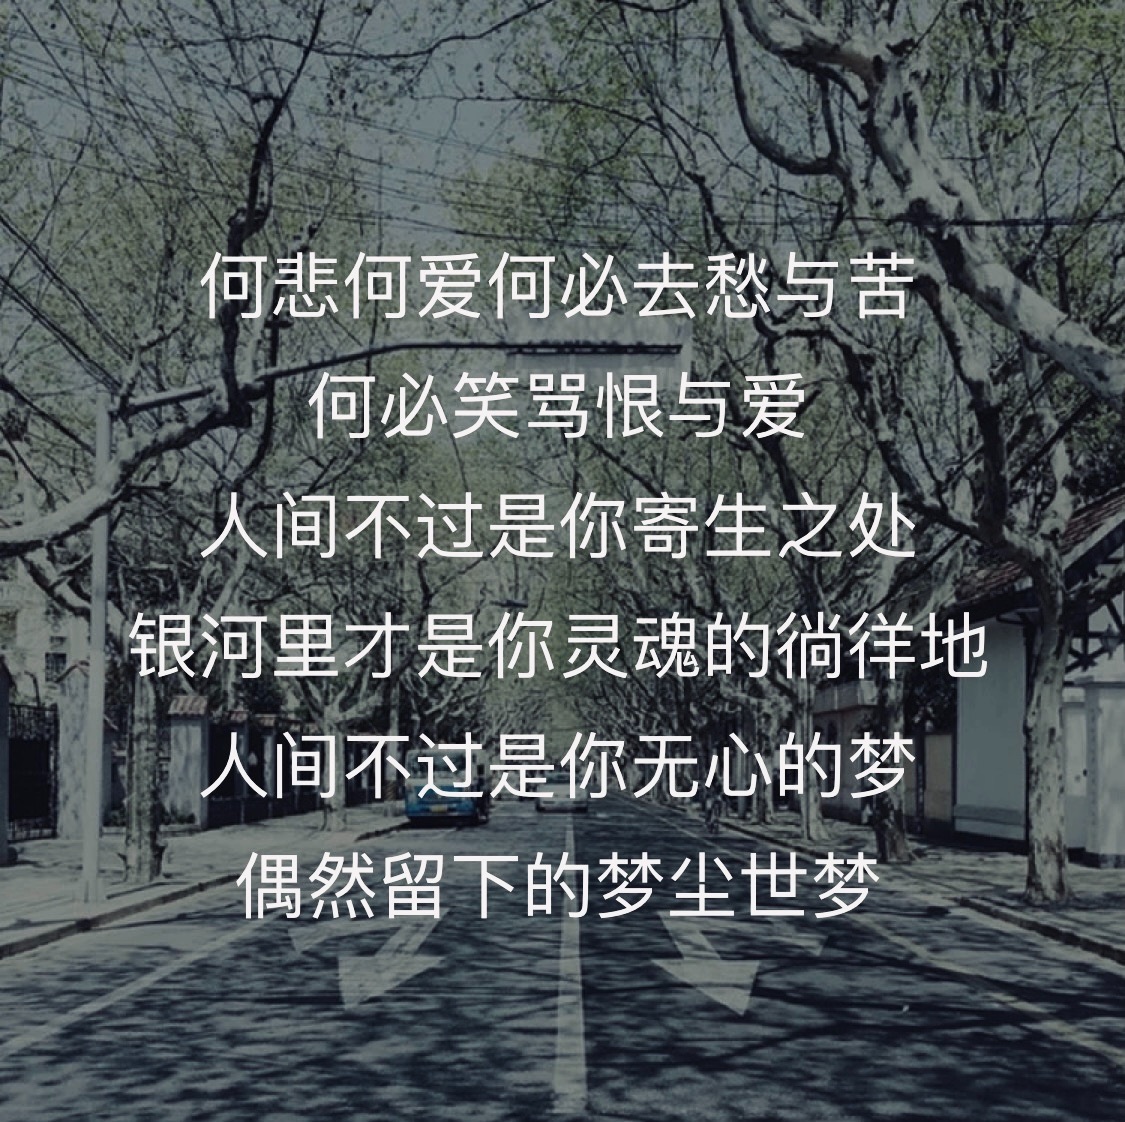 何悲何爱何必去愁与苦
何必笑骂恨与爱
人间不过是你寄生之处
银河里才是你灵魂的徜徉地
人间不过是你无心的梦
偶然留下的梦尘世梦